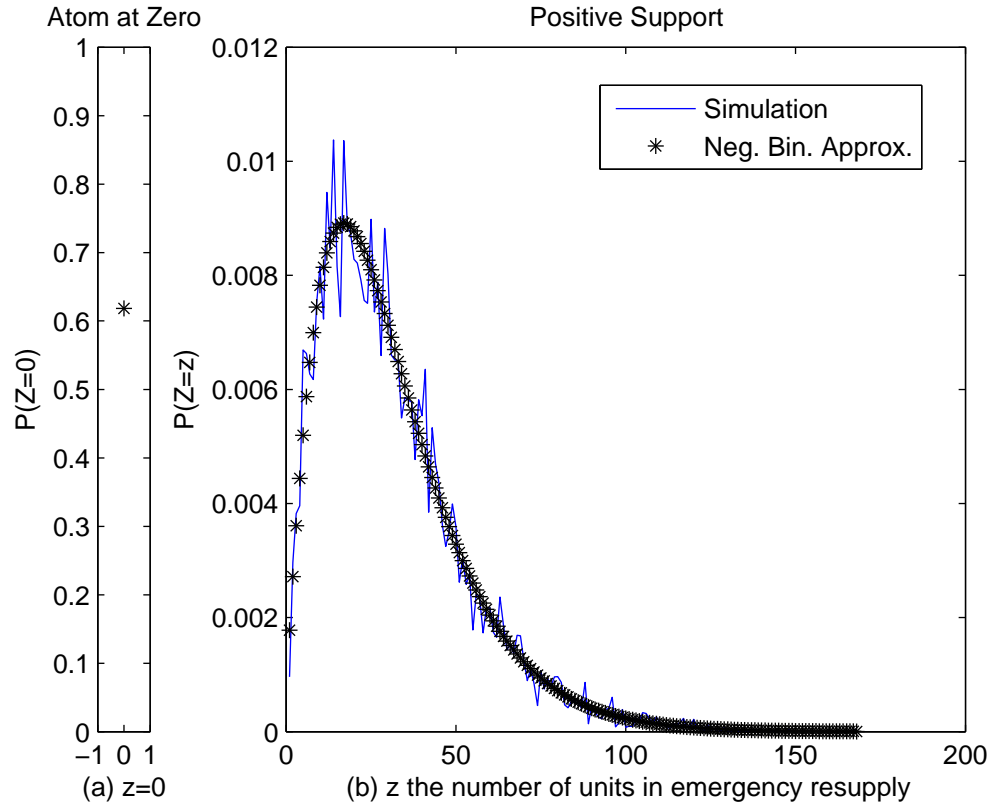 Atom at Zero
Positive Support
1
0.9
0.8
0.7
0.6
0.5
0.4
0.3
0.2
0.1
0
−1 0 1
P(Z=0)
(a) z=0
0.012
0.01
0.008
0.006
0.004
0.002
0
0 50 100 150 200
P(Z=z)
(b) z the number of units in emergency resupply
Simulation
Neg. Bin. Approx.